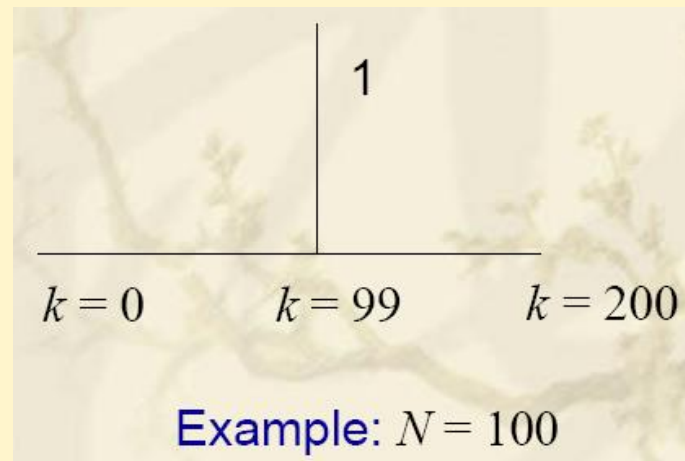 1
k = 0 k = 99 k = 200
Example: N = 100